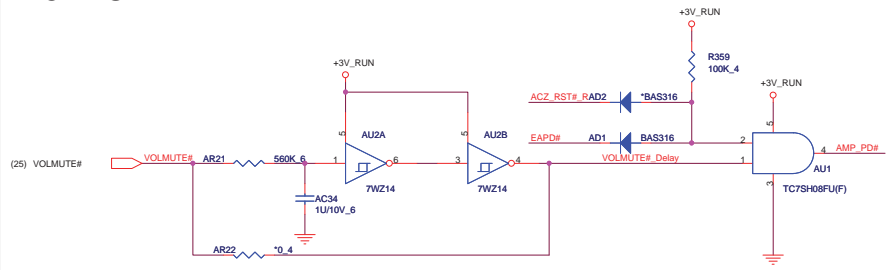 +3V_RUN
R359
100K_4
+3V_RUN
+3V_RUN
ACZ_RST#_R
AD2
*BAS316
5
AU2A
5
AU2B
EAPD#
AD1
BAS316
5
2
(25) VOLMUTE#
VOLMUTE#
AR21
560K_6
1
6
3
4
VOLMUTE#_Delay
1
4
AMP_PD#
AU1
7WZ14
7WZ14
3
TC7SH08FU(F)
AC34
1U/10V_6
AR22
*0_4